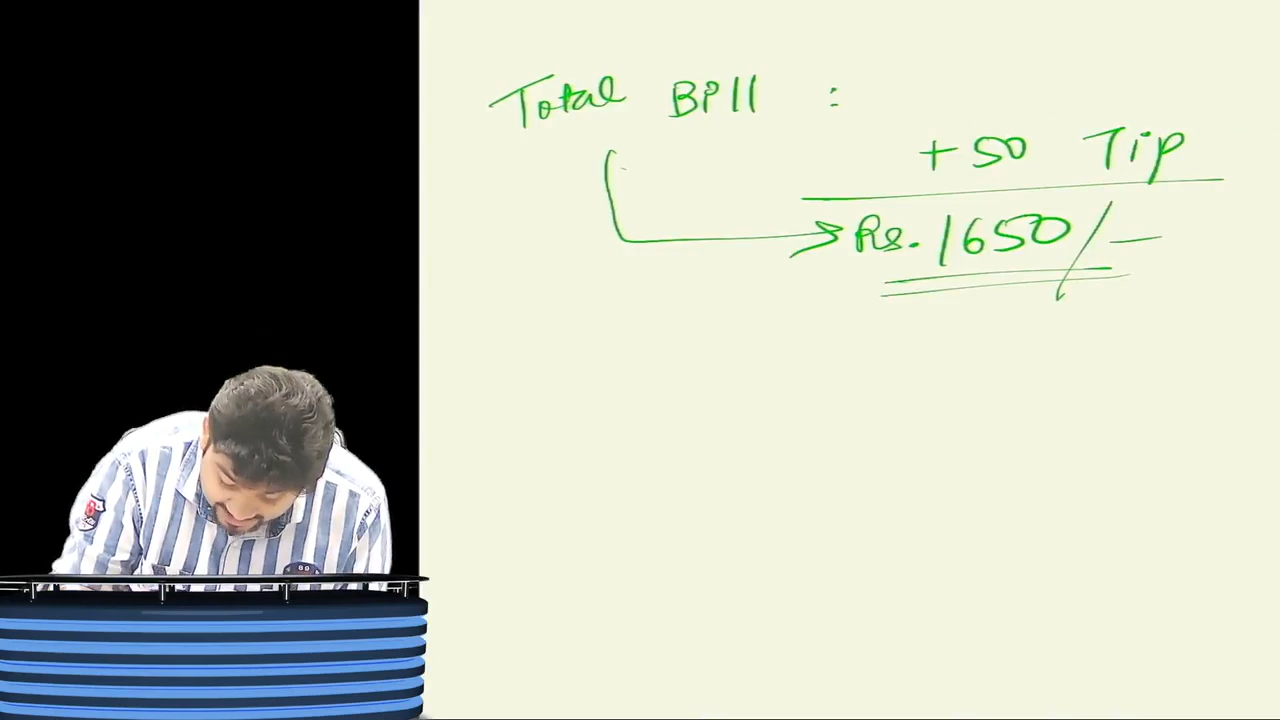 Total Bill :
+ 50 Tip
Rs. 1650/-